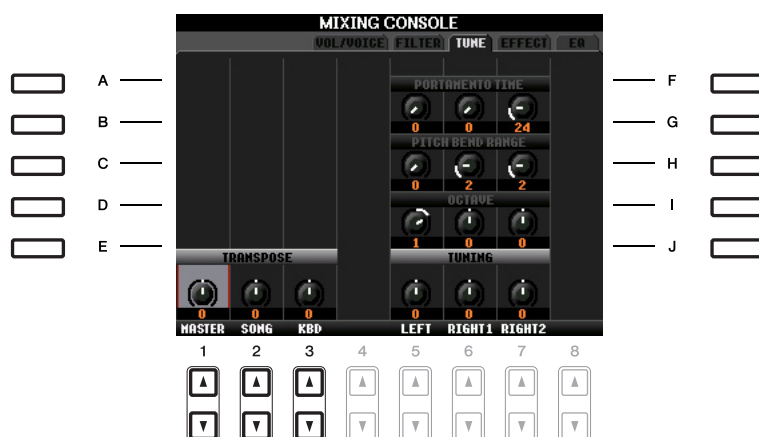 MIXING CONSOLE
VOL/VOICE FILTER TUNE EFFECT EQ
A F
PORTAMENTO TIME
B 0 0 24 G
PITCH BEND RANGE
C H
0 2 2
OCTAVE
D I
1 0 0
E J
TRANSPOSE TUNING
0 0 0 0 0 0
MASTER SONG KBD LEFT RIGHT1 RIGHT2
1 2 3 4 5 6 7 8